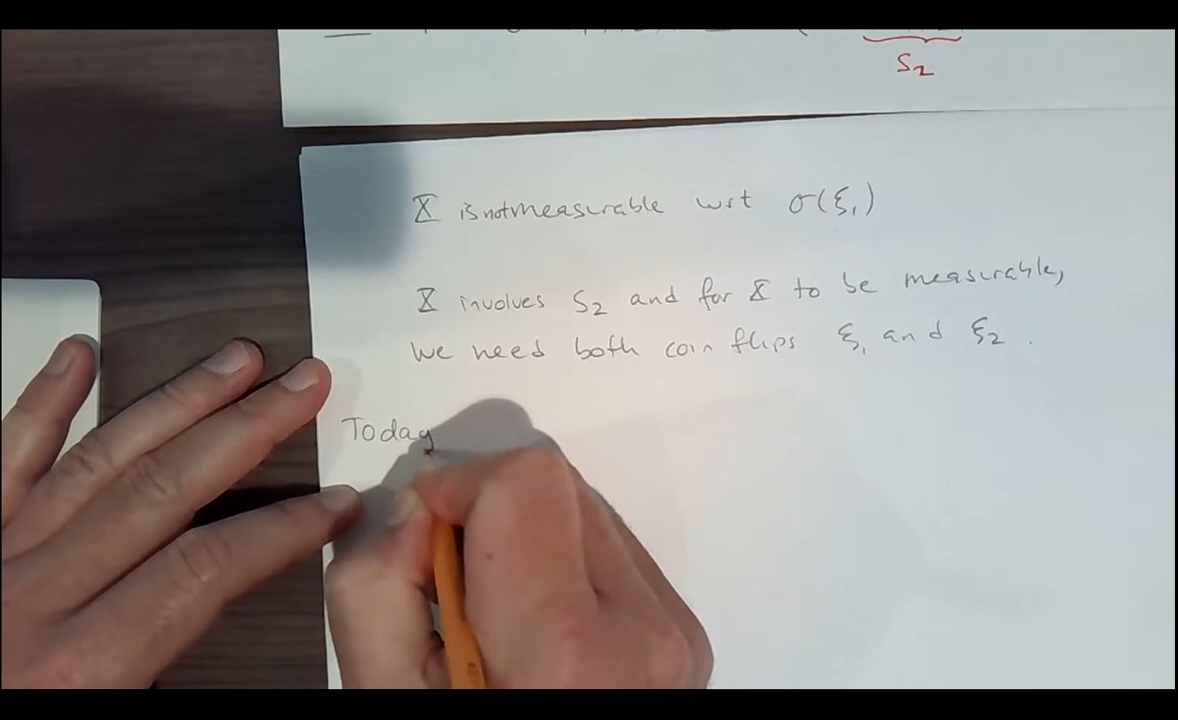 S₂
X is not measurable wrt σ(ξ₁)
X involves S₂ and for X to be measurable,
we need both coin flips ξ₁ and ξ₂ .
Today